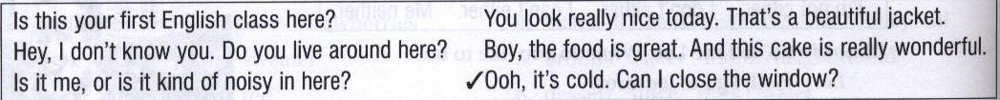 Is this your first English class here?
Hey, I don't know you. Do you live around here?
Is it me, or is it kind of noisy in here?
You look really nice today. That's a beautiful jacket.
Boy, the food is great. And this cake is really wonderful.
✓Ooh, it's cold. Can I close the window?